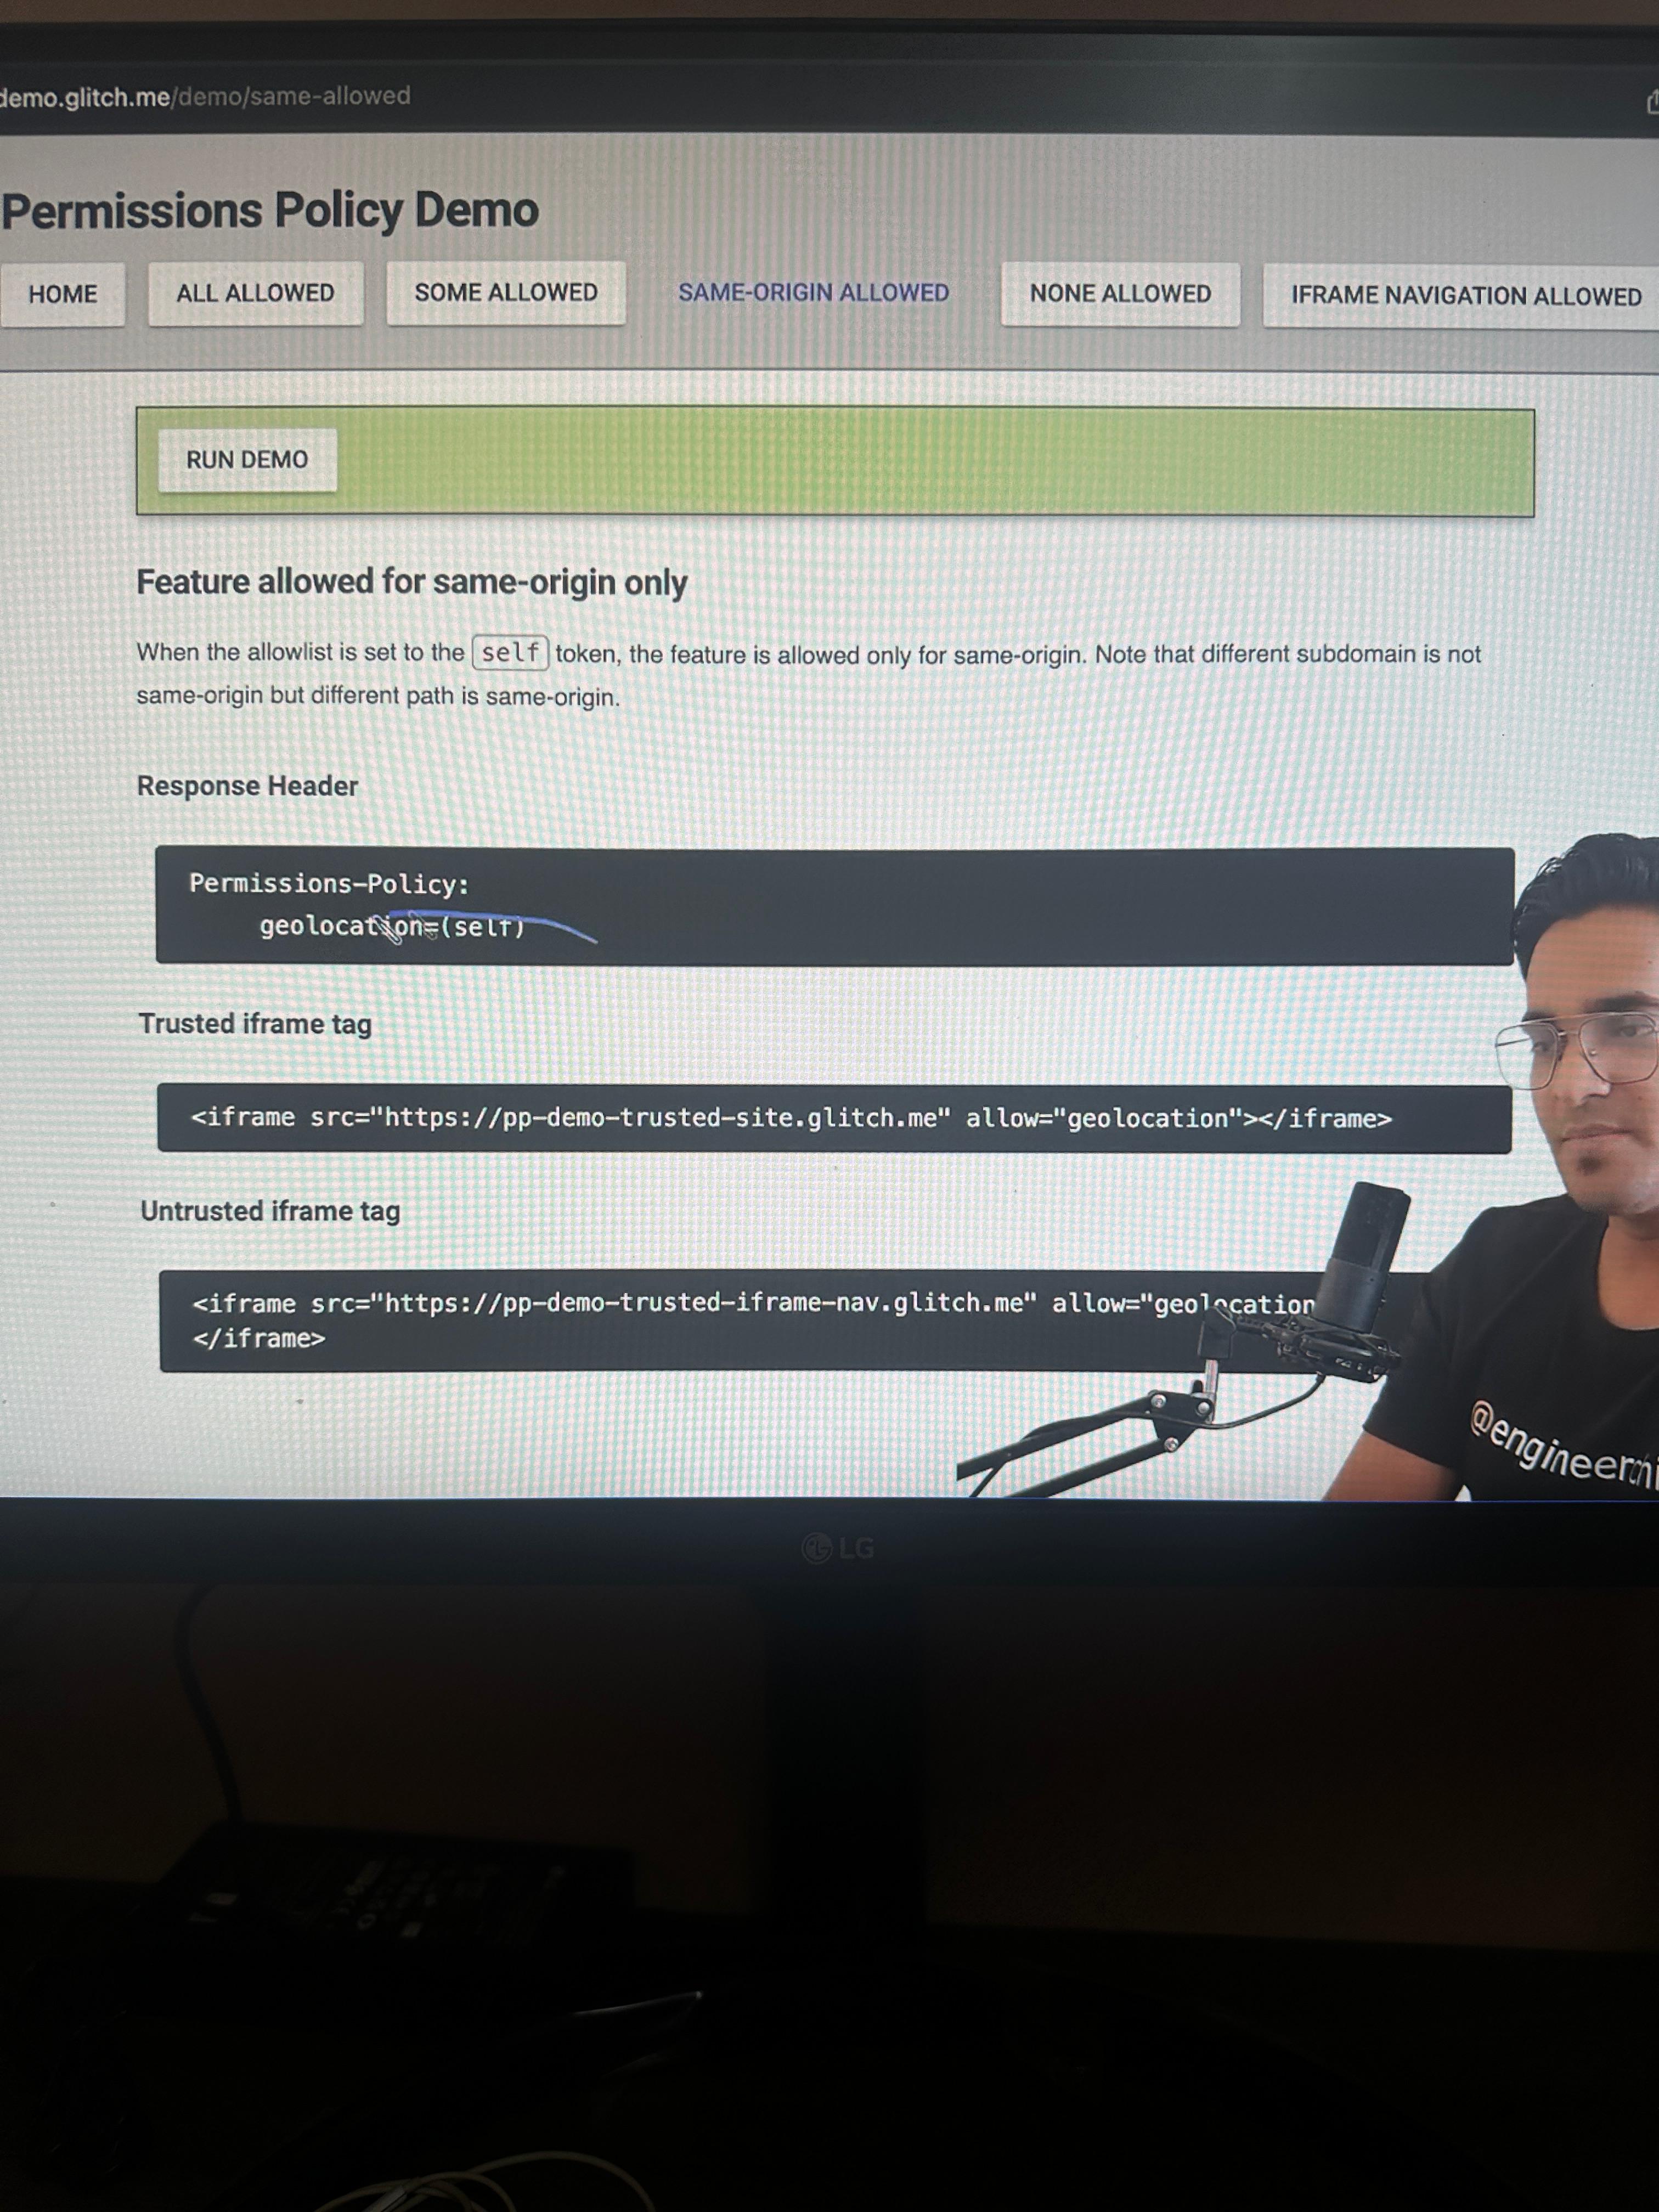 demo.glitch.me/demo/same-allowed
Permissions Policy Demo
HOME ALL ALLOWED SOME ALLOWED SAME-ORIGIN ALLOWED NONE ALLOWED IFRAME NAVIGATION ALLOWED
RUN DEMO
Feature allowed for same-origin only
When the allowlist is set to the self token, the feature is allowed only for same-origin. Note that different subdomain is not
same-origin but different path is same-origin.
Response Header
Permissions-Policy:
geolocation=(self)
Trusted iframe tag
<iframe src="https://pp-demo-trusted-site.glitch.me" allow="geolocation"></iframe>
Untrusted iframe tag
<iframe src="https://pp-demo-trusted-iframe-nav.glitch.me" allow="geolocation
</iframe>
LG